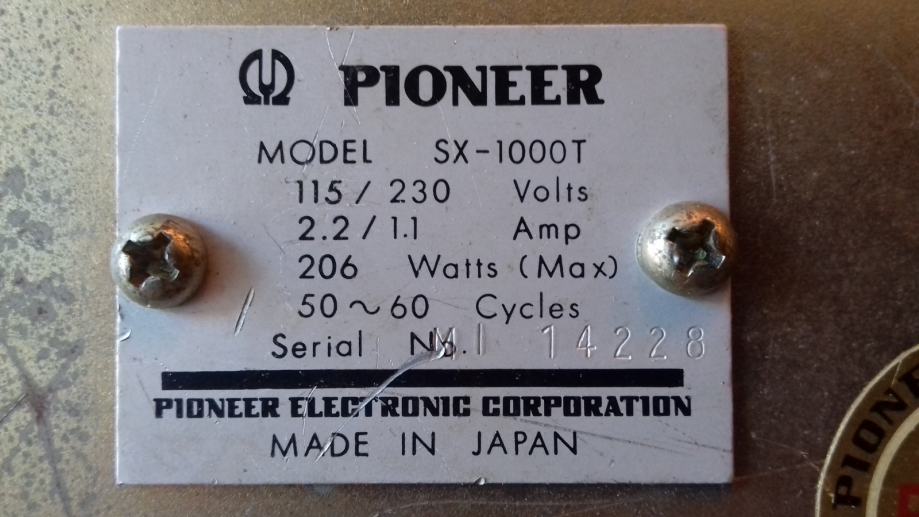 PIONEER
MODEL SX-1000T
115 / 230 Volts
2.2 / 1.1 Amp
206 Watts (Max)
50 ~ 60 Cycles
Serial No. MI 14228
PIONEER ELECTRONIC CORPORATION
MADE IN JAPAN